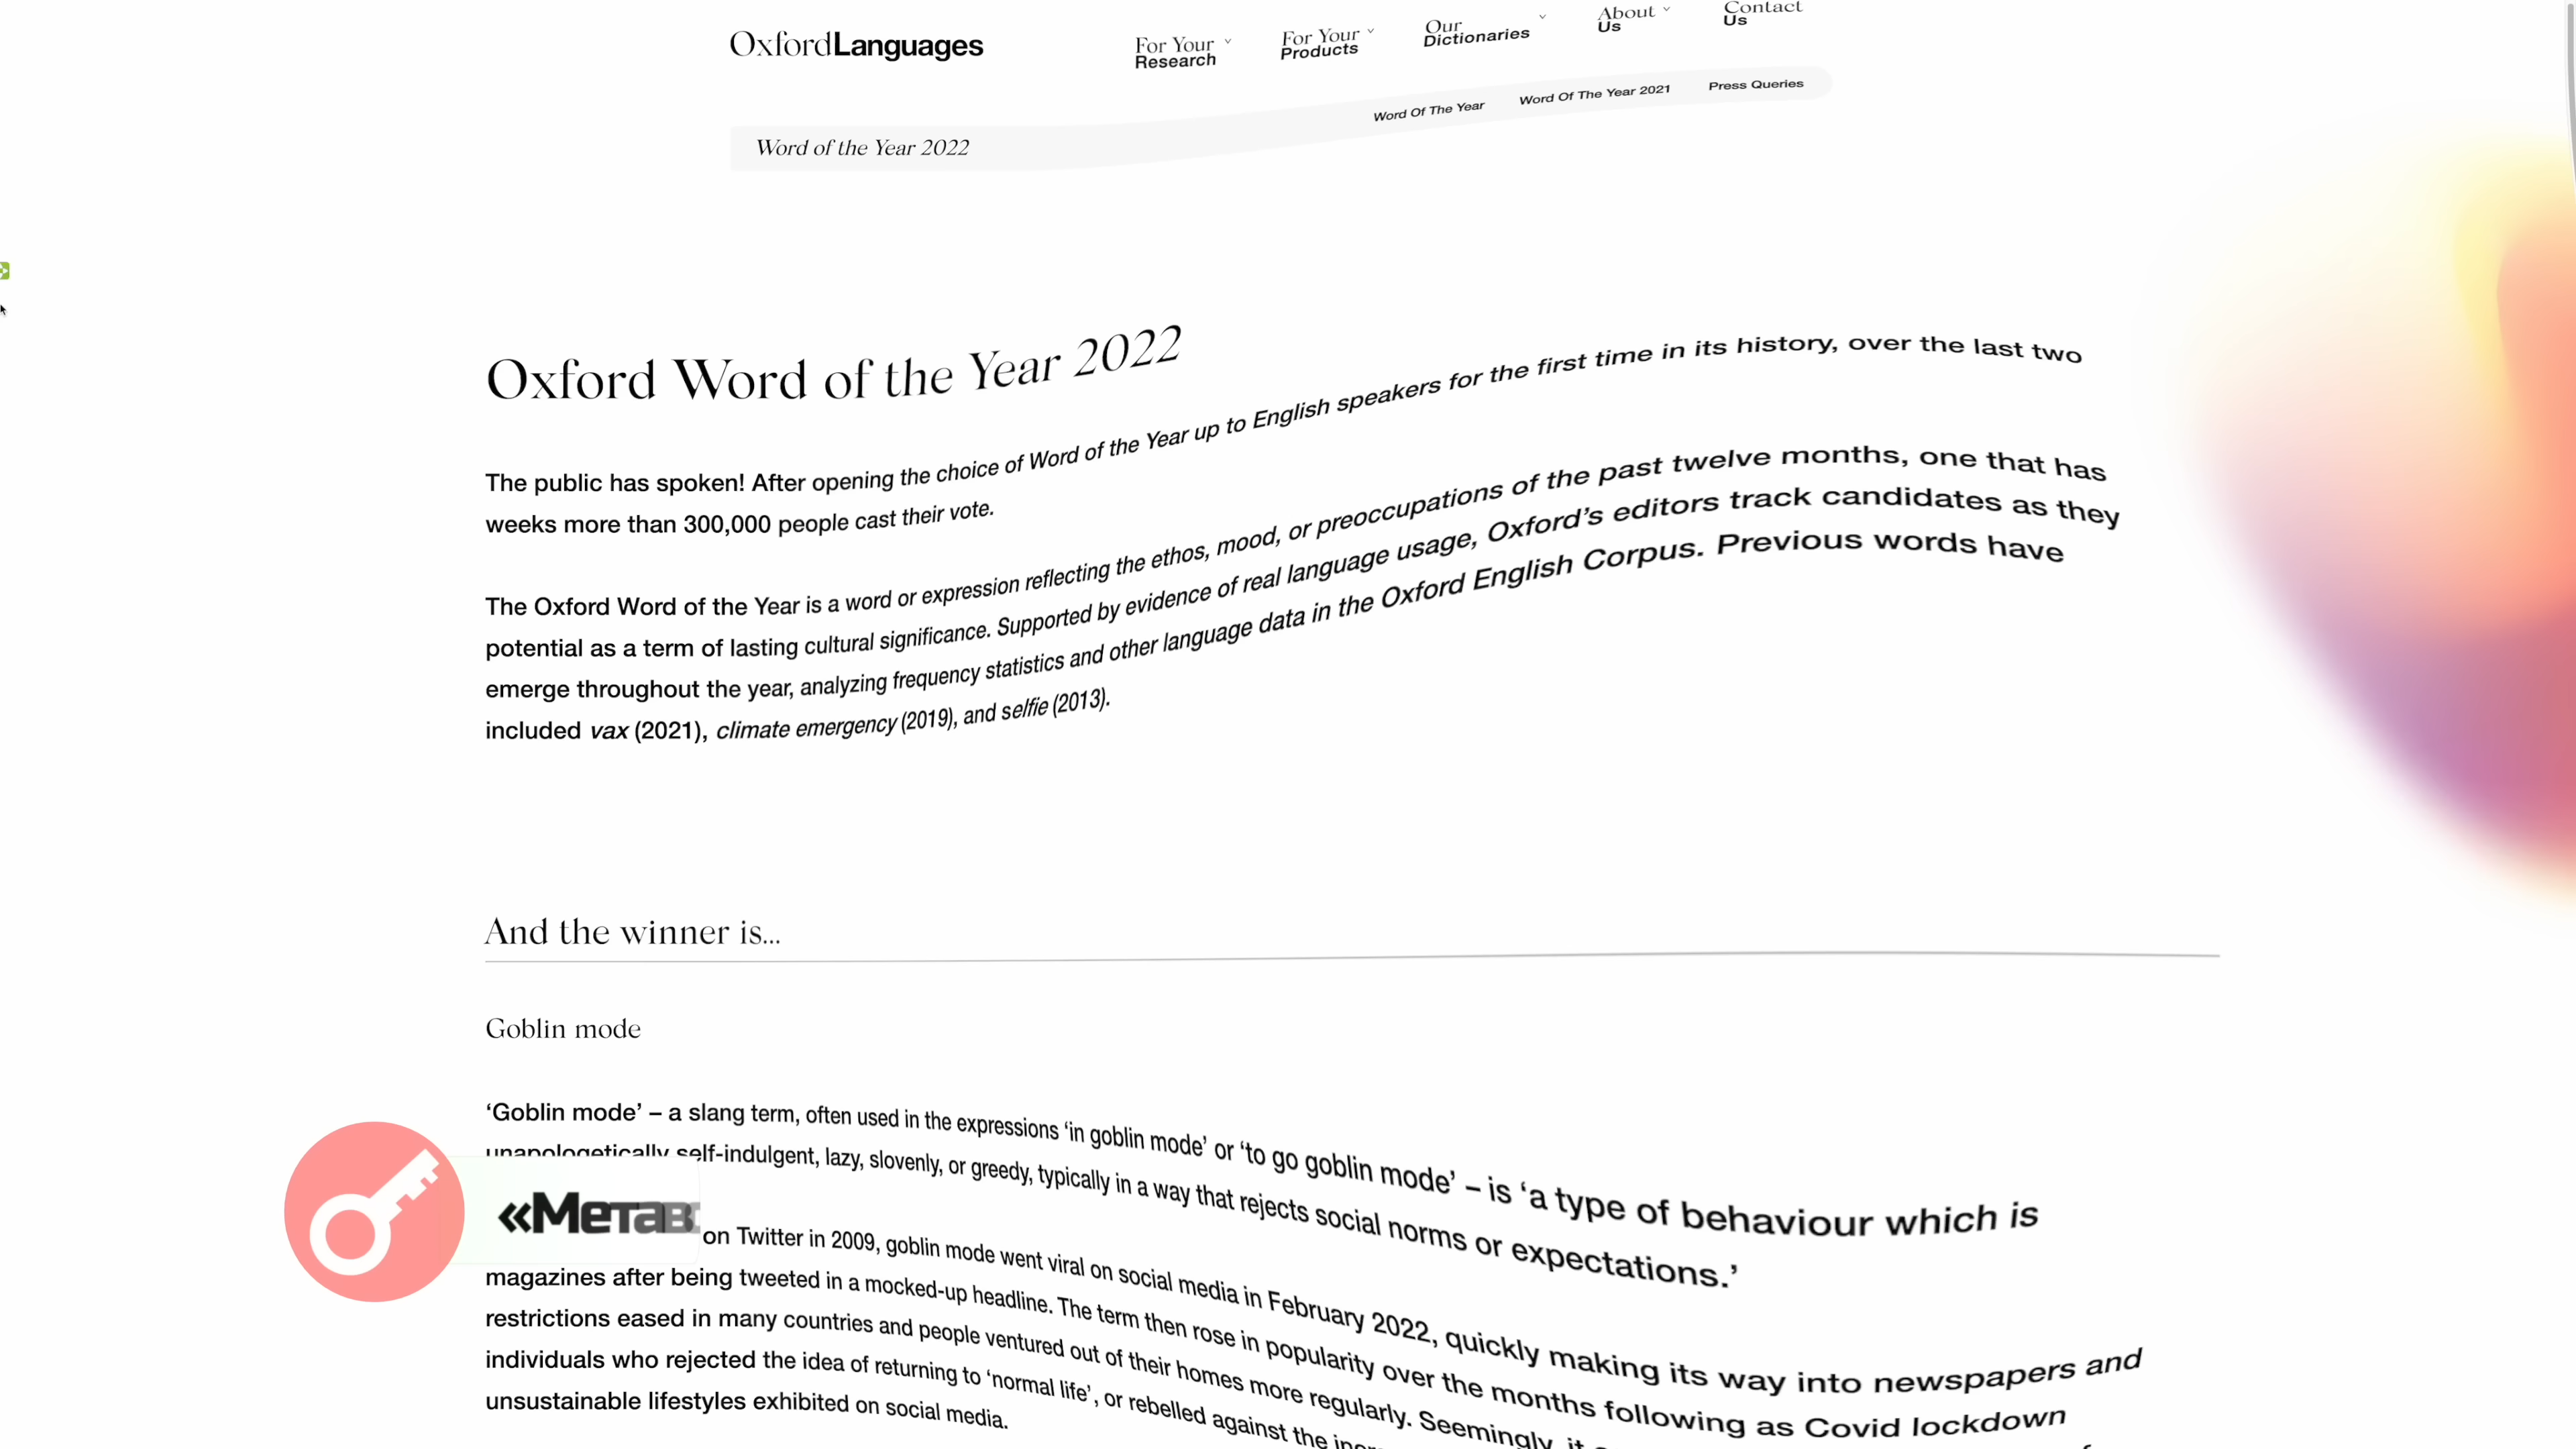 OxfordLanguages
For Your Research
For Your Products
Our Dictionaries
About Us
Contact Us
Word of the Year 2022
Word Of The Year
Word Of The Year 2021
Press Queries
Oxford Word of the Year 2022
The public has spoken! After opening the choice of Word of the Year up to English speakers for the first time in its history, over the last two
weeks more than 300,000 people cast their vote.
The Oxford Word of the Year is a word or expression reflecting the ethos, mood, or preoccupations of the past twelve months, one that has
potential as a term of lasting cultural significance. Supported by evidence of real language usage, Oxford’s editors track candidates as they
emerge throughout the year, analyzing frequency statistics and other language data in the Oxford English Corpus. Previous words have
included vax (2021), climate emergency (2019), and selfie (2013).
And the winner is...
Goblin mode
‘Goblin mode’ – a slang term, often used in the expressions ‘in goblin mode’ or ‘to go goblin mode’ – is ‘a type of behaviour which is
unapologetically self-indulgent, lazy, slovenly, or greedy, typically in a way that rejects social norms or expectations.’
«Metab
on Twitter in 2009, goblin mode went viral on social media in February 2022, quickly making its way into newspapers and
magazines after being tweeted in a mocked-up headline. The term then rose in popularity over the months following as Covid lockdown
restrictions eased in many countries and people ventured out of their homes more regularly. Seemingly, it
individuals who rejected the idea of returning to ‘normal life’, or rebelled against the
unsustainable lifestyles exhibited on social media.